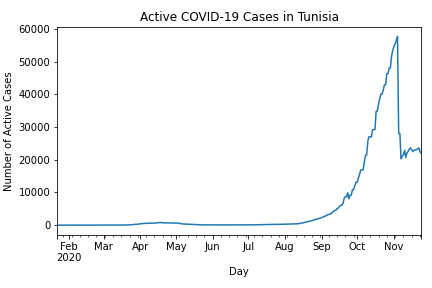 Active COVID-19 Cases in Tunisia
60000
50000
40000
30000
20000
10000
0
Number of Active Cases
Feb Mar Apr May Jun Jul Aug Sep Oct Nov
2020
Day